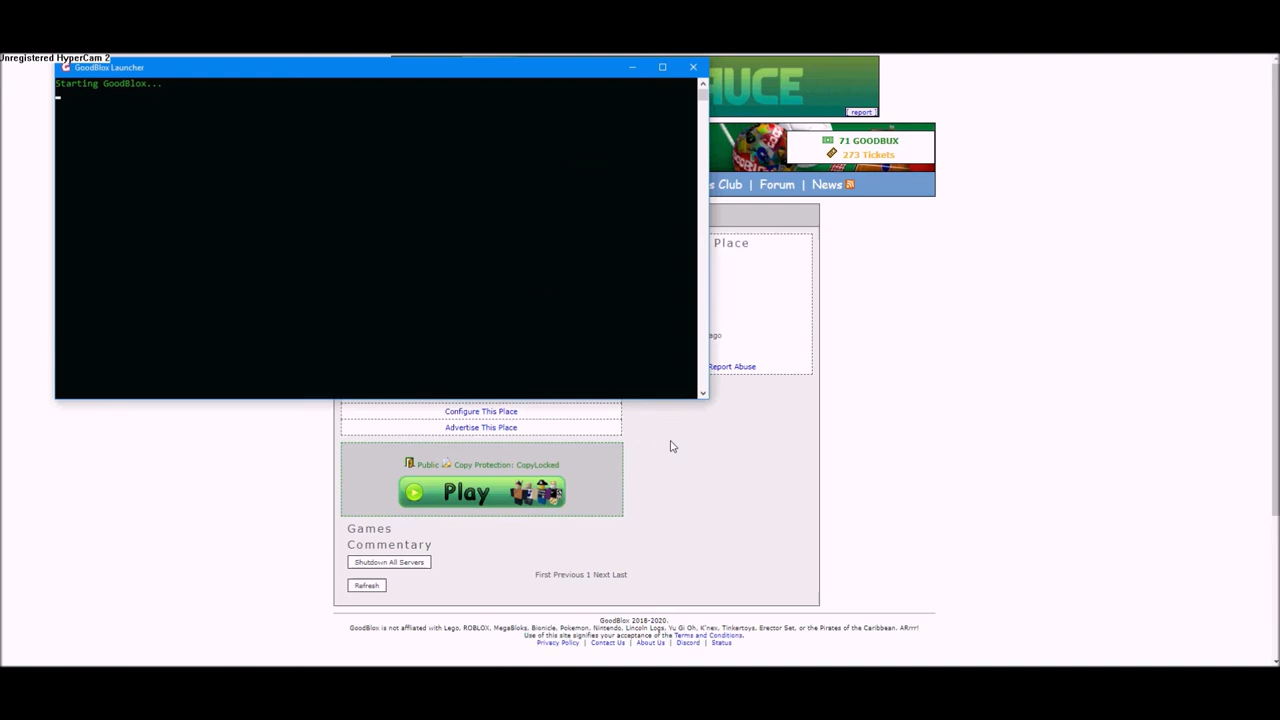 Unregistered HyperCam 2
GoodBlox Launcher
Starting GoodBlox...
AUCE
[ report ]
71 GOODBUX
273 Tickets
s Club | Forum | News
Place
ago
Report Abuse
Configure This Place
Advertise This Place
Public Copy Protection: CopyLocked
Play
Games
Commentary
Shutdown All Servers
Refresh
First Previous 1 Next Last
GoodBlox 2018-2020.
GoodBlox is not affliated with Lego, ROBLOX, MegaBloks, Bionicle, Pokemon, Nintendo, Lincoln Logs, Yu Gi Oh, K'nex, Tinkertoys, Erector Set, or the Pirates of the Caribbean. ARrrr!
Use of this site signifies your acceptance of the Terms and Conditions.
Privacy Policy | Contact Us | About Us | Discord | Status